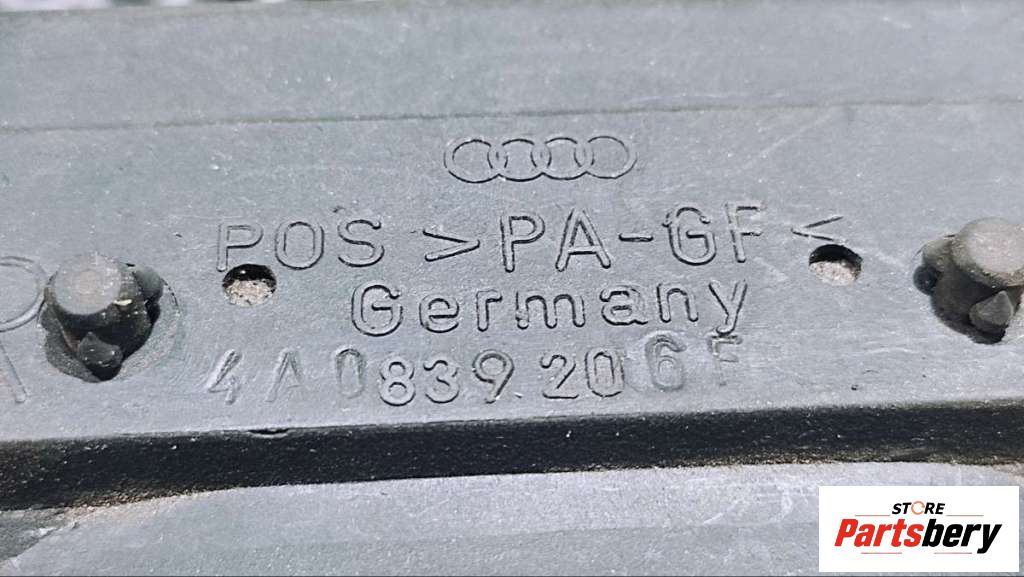 POS >PA-GF<
Germany
4A0839206F
STORE
Partsbery